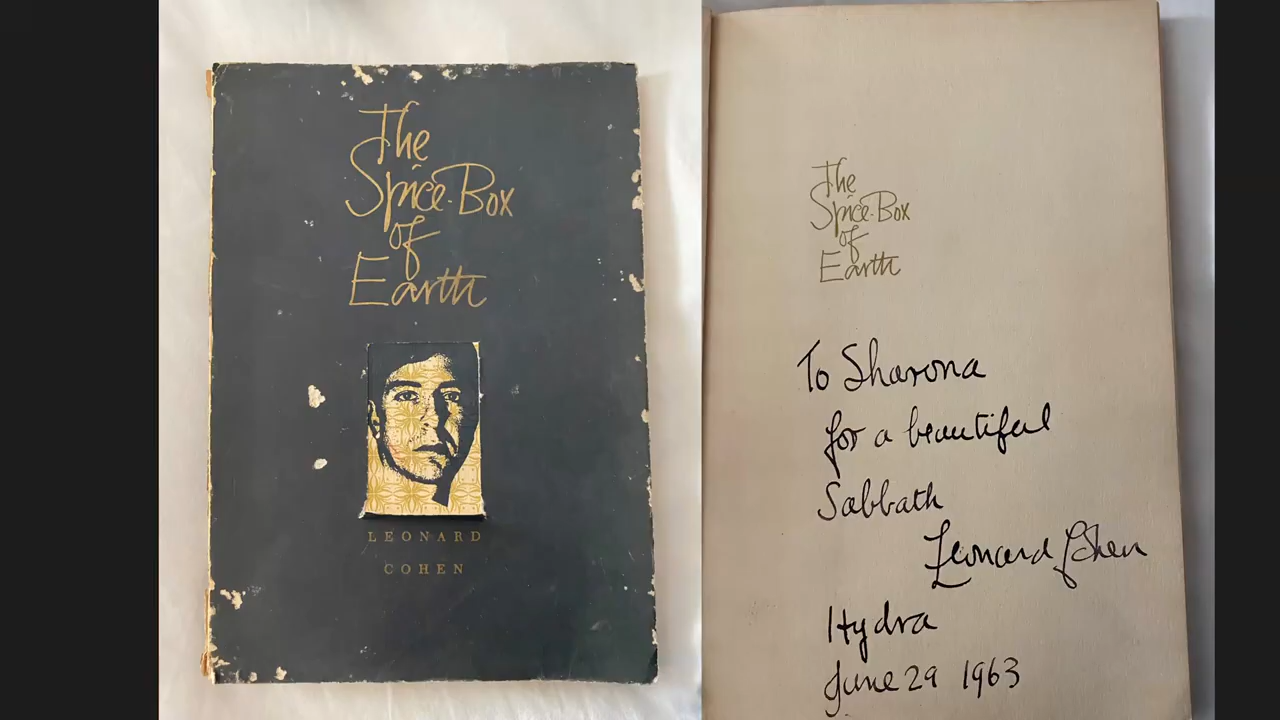 The
Spice-Box
of
Earth
LEONARD
COHEN
The
Spice-Box
of
Earth
To Sharona
for a beautiful
Sabbath
Leonard Cohen
Hydra
June 29 1963